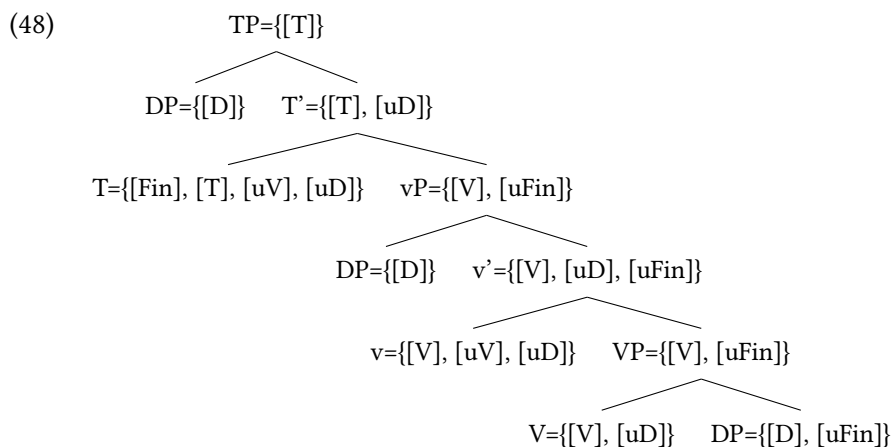 (48) TP={[T]}
DP={[D]} T’={[T], [uD]}
T={[Fin], [T], [uV], [uD]} vP={[V], [uFin]}
DP={[D]} v’={[V], [uD], [uFin]}
v={[V], [uV], [uD]} VP={[V], [uFin]}
V={[V], [uD]} DP={[D], [uFin]}